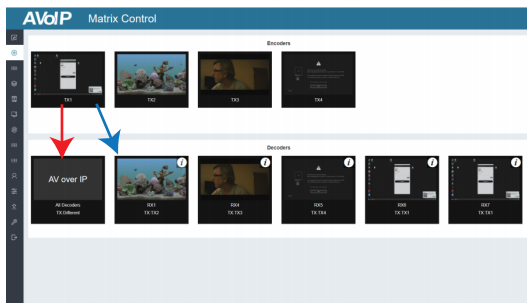 AVoIP Matrix Control
Encoders
TX1
TX2
TX3
TX4
Decoders
AV over IP
All Decoders
TX:Different
i
RX1
TX:TX2
i
RX4
TX:TX3
i
RX5
TX:TX4
i
RX6
TX:TX1
i
RX7
TX:TX1